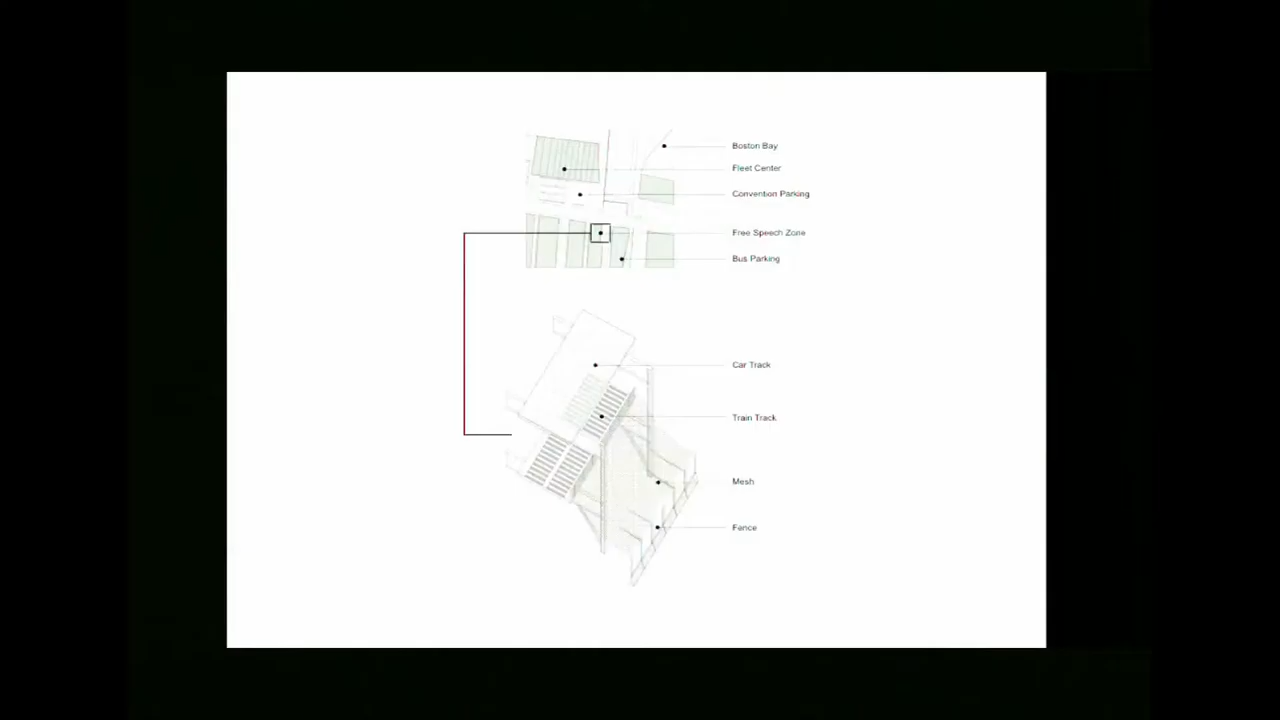 Boston Bay
Fleet Center
Convention Parking
Free Speech Zone
Bus Parking
Car Track
Train Track
Mesh
Fence